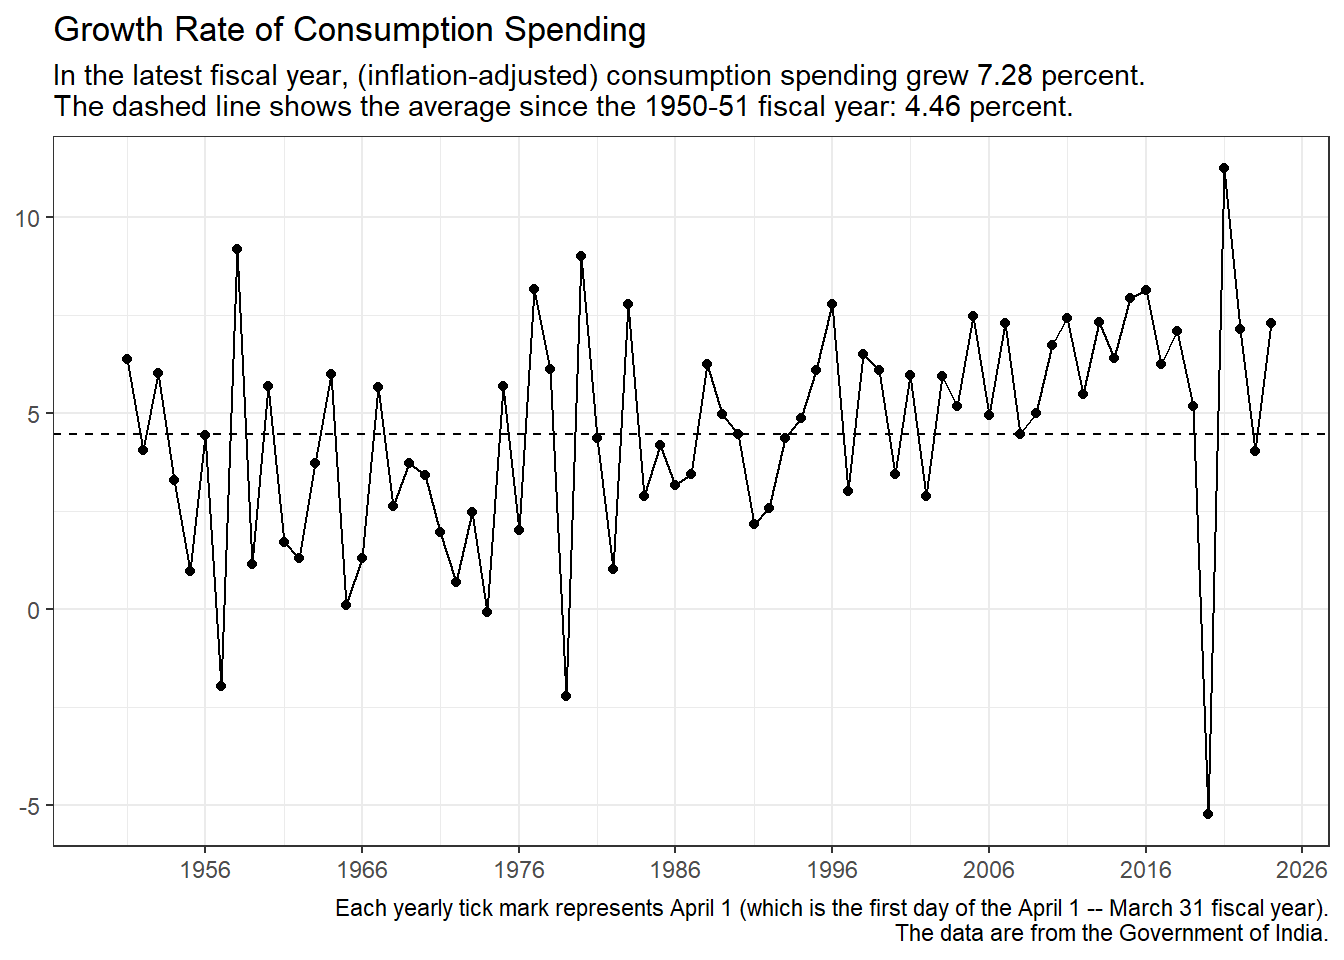 Growth Rate of Consumption Spending
In the latest fiscal year, (inflation-adjusted) consumption spending grew 7.28 percent.
The dashed line shows the average since the 1950-51 fiscal year: 4.46 percent.
10
5
0
-5
1956 1966 1976 1986 1996 2006 2016 2026
Each yearly tick mark represents April 1 (which is the first day of the April 1 -- March 31 fiscal year).
The data are from the Government of India.